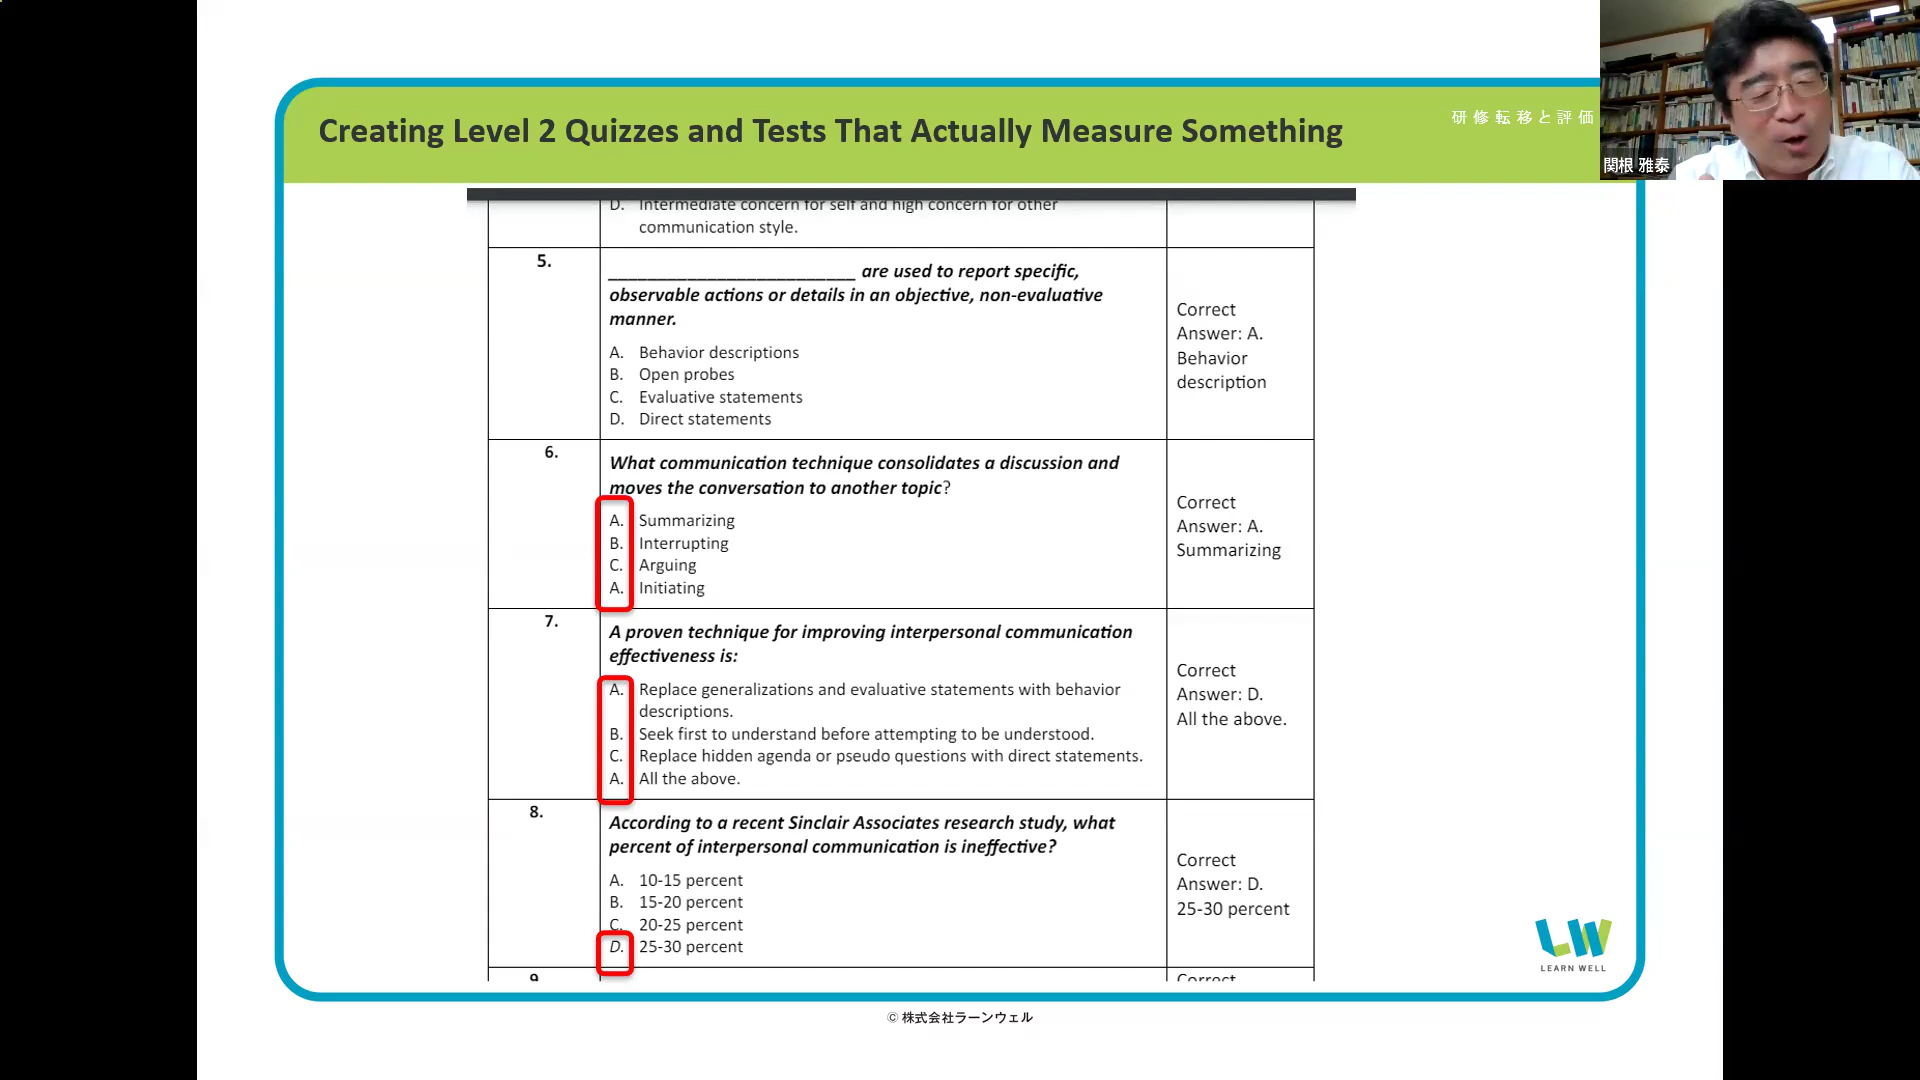 Creating Level 2 Quizzes and Tests That Actually Measure Something
研修転移と評価
関根 雅泰
D. Intermediate concern for self and high concern for other
communication style.
5.
__________________________ are used to report specific,
observable actions or details in an objective, non-evaluative
manner.
A. Behavior descriptions
B. Open probes
C. Evaluative statements
D. Direct statements
Correct
Answer: A.
Behavior
description
6.
What communication technique consolidates a discussion and
moves the conversation to another topic?
A. Summarizing
B. Interrupting
C. Arguing
A. Initiating
Correct
Answer: A.
Summarizing
7.
A proven technique for improving interpersonal communication
effectiveness is:
A. Replace generalizations and evaluative statements with behavior
descriptions.
B. Seek first to understand before attempting to be understood.
C. Replace hidden agenda or pseudo questions with direct statements.
A. All the above.
Correct
Answer: D.
All the above.
8.
According to a recent Sinclair Associates research study, what
percent of interpersonal communication is ineffective?
A. 10-15 percent
B. 15-20 percent
C. 20-25 percent
D. 25-30 percent
Correct
Answer: D.
25-30 percent
9.
Correct
LW
LEARN WELL
© 株式会社ラーンウェル